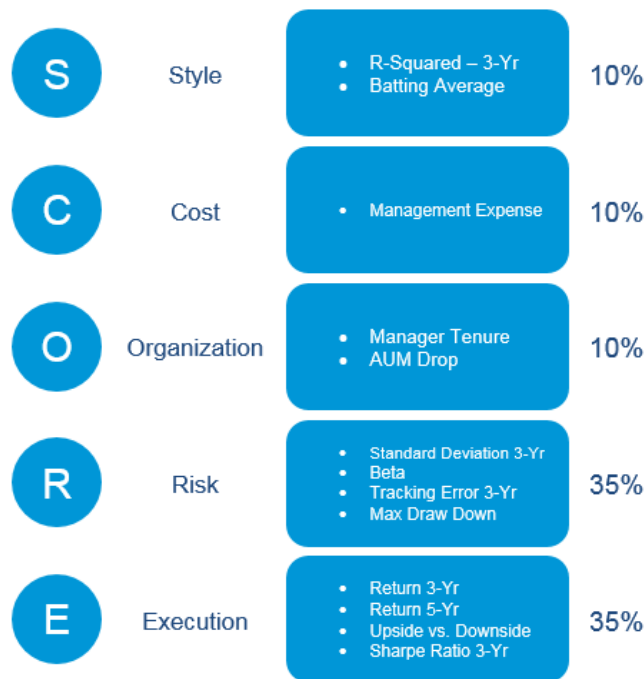 S
Style
• R-Squared – 3-Yr
• Batting Average
10%
C
Cost
• Management Expense
10%
O
Organization
• Manager Tenure
• AUM Drop
10%
R
Risk
• Standard Deviation 3-Yr
• Beta
• Tracking Error 3-Yr
• Max Draw Down
35%
E
Execution
• Return 3-Yr
• Return 5-Yr
• Upside vs. Downside
• Sharpe Ratio 3-Yr
35%